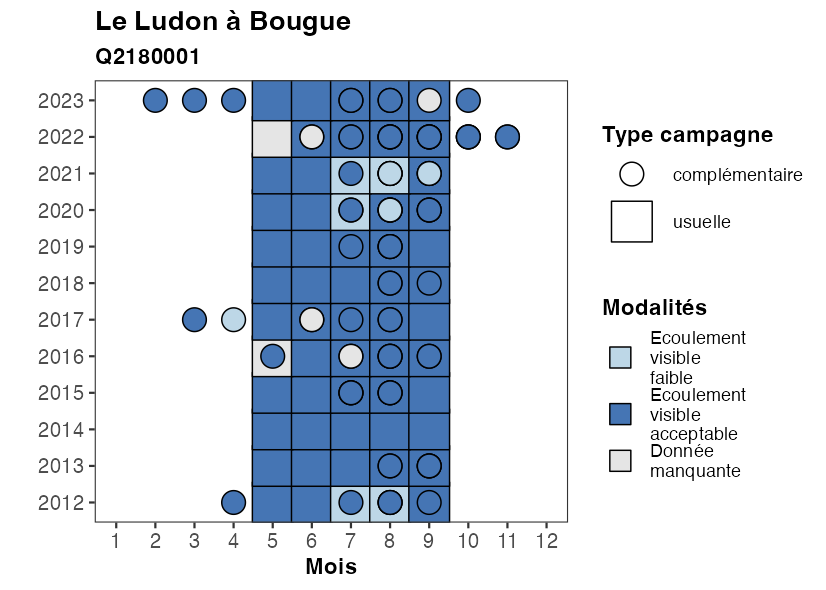 Le Ludon à Bougue
Q2180001
2023
2022
2021
2020
2019
2018
2017
2016
2015
2014
2013
2012
1 2 3 4 5 6 7 8 9 10 11 12
Mois
Type campagne
complémentaire
usuelle
Modalités
Ecoulement
visible
faible
Ecoulement
visible
acceptable
Donnée
manquante